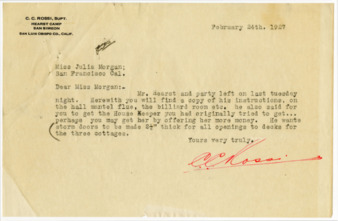 C. C. ROSSI, SUPT.
HEARST CAMP
SAN SIMEON
SAN LUIS OBISPO CO., CALIF.
February 24th. 1927
Miss Julia Morgan;
San Francisco Cal.
Dear Miss Morgan:-
Mr. Hearst and party left on last Tuesday
night. Herewith you will find a copy of his instructions, on
the hall mantel flue, the billiard room etc. he also said for
you to get the House Keeper you had originally tried to get...
perhaps you may get her by offering her more money. He wants
storm doors to be made thick for all openings to decks for
the three cottages.
Yours very truly.
C C Rossi.